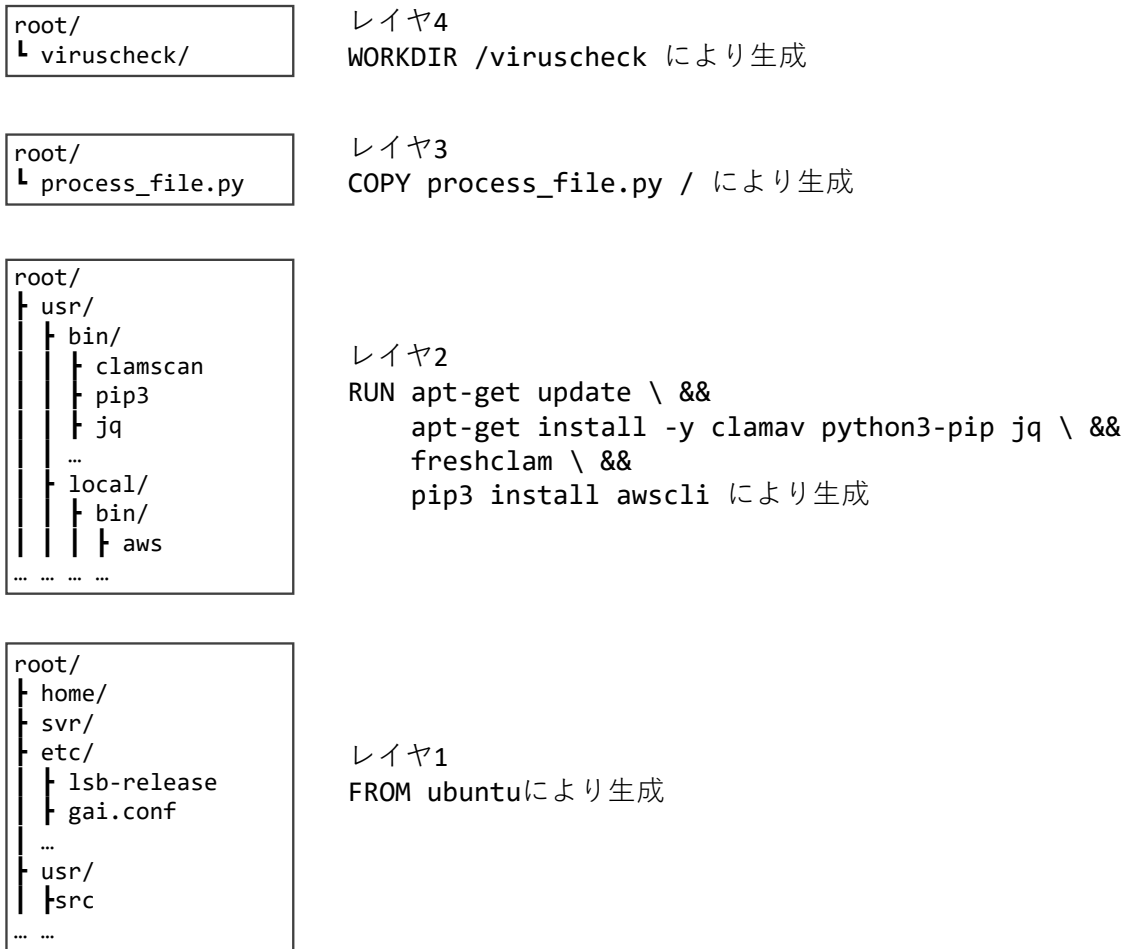 root/
┗ viruscheck/
レイヤ4
WORKDIR /viruscheck により生成
root/
┗ process_file.py
レイヤ3
COPY process_file.py / により生成
root/
┣ usr/
┃ ┣ bin/
┃ ┃ ┣ clamscan
┃ ┃ ┣ pip3
┃ ┃ ┣ jq
┃ ┃ …
┃ ┣ local/
┃ ┃ ┣ bin/
┃ ┃ ┃ ┣ aws
… … … …
レイヤ2
RUN apt-get update \ &&
apt-get install -y clamav python3-pip jq \ &&
freshclam \ &&
pip3 install awscli により生成
root/
┣ home/
┣ svr/
┣ etc/
┃ ┣ lsb-release
┃ ┣ gai.conf
┃ …
┣ usr/
┃ ┣src
… …
レイヤ1
FROM ubuntuにより生成